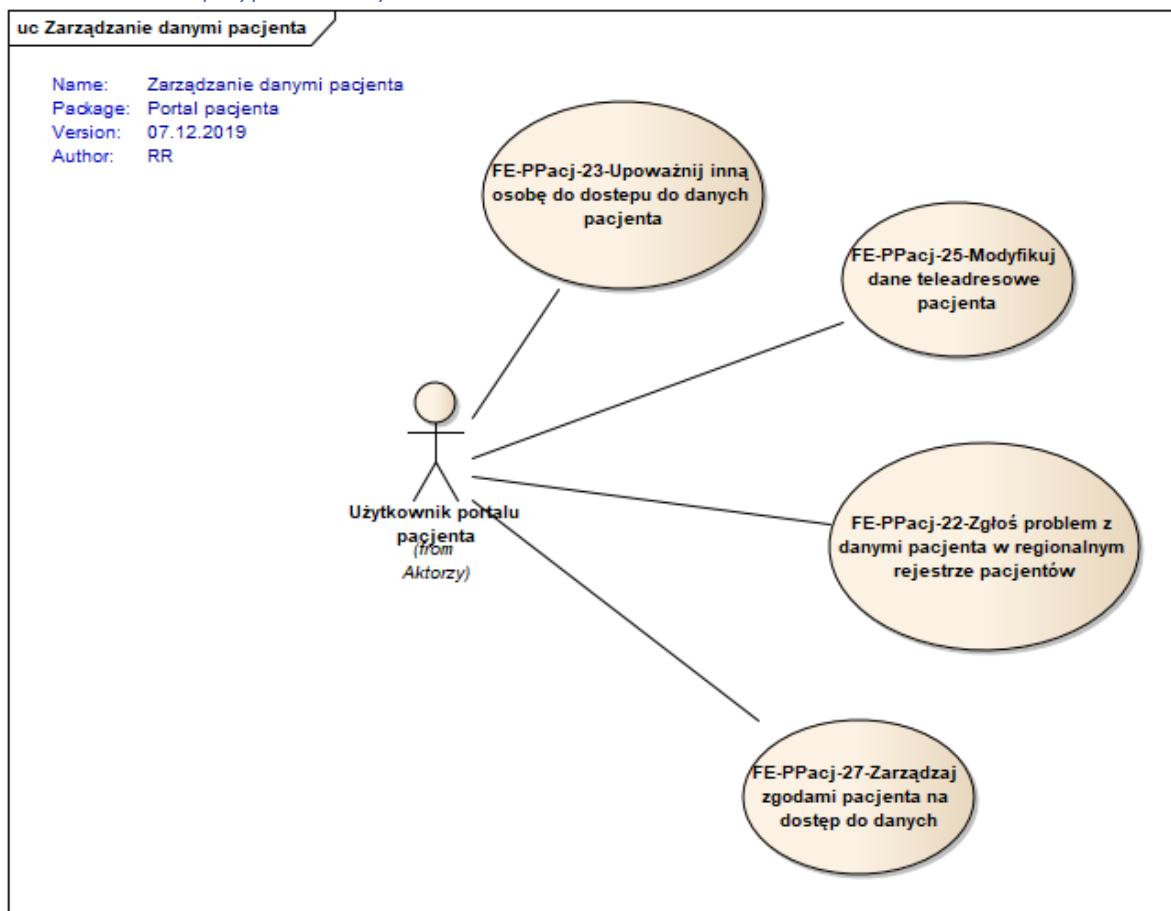 uc Zarządzanie danymi pacjenta
Name: Zarządzanie danymi pacjenta
Package: Portal pacjenta
Version: 07.12.2019
Author: RR
FE-PPacj-23-Upoważnij inną
osobę do dostepu do danych
pacjenta
FE-PPacj-25-Modyfikuj
dane teleadresowe
pacjenta
Użytkownik portalu
pacjenta
(from
Aktorzy)
FE-PPacj-22-Zgłoś problem z
danymi pacjenta w regionalnym
rejestrze pacjentów
FE-PPacj-27-Zarządzaj
zgodami pacjenta na
dostęp do danych